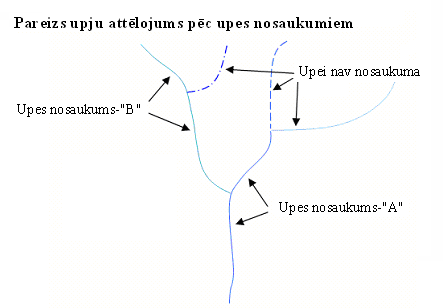 Pareizs upju attēlojums pēc upes nosaukumiem
Upei nav nosaukuma
Upes nosaukums-"B"
Upes nosaukums-"A"